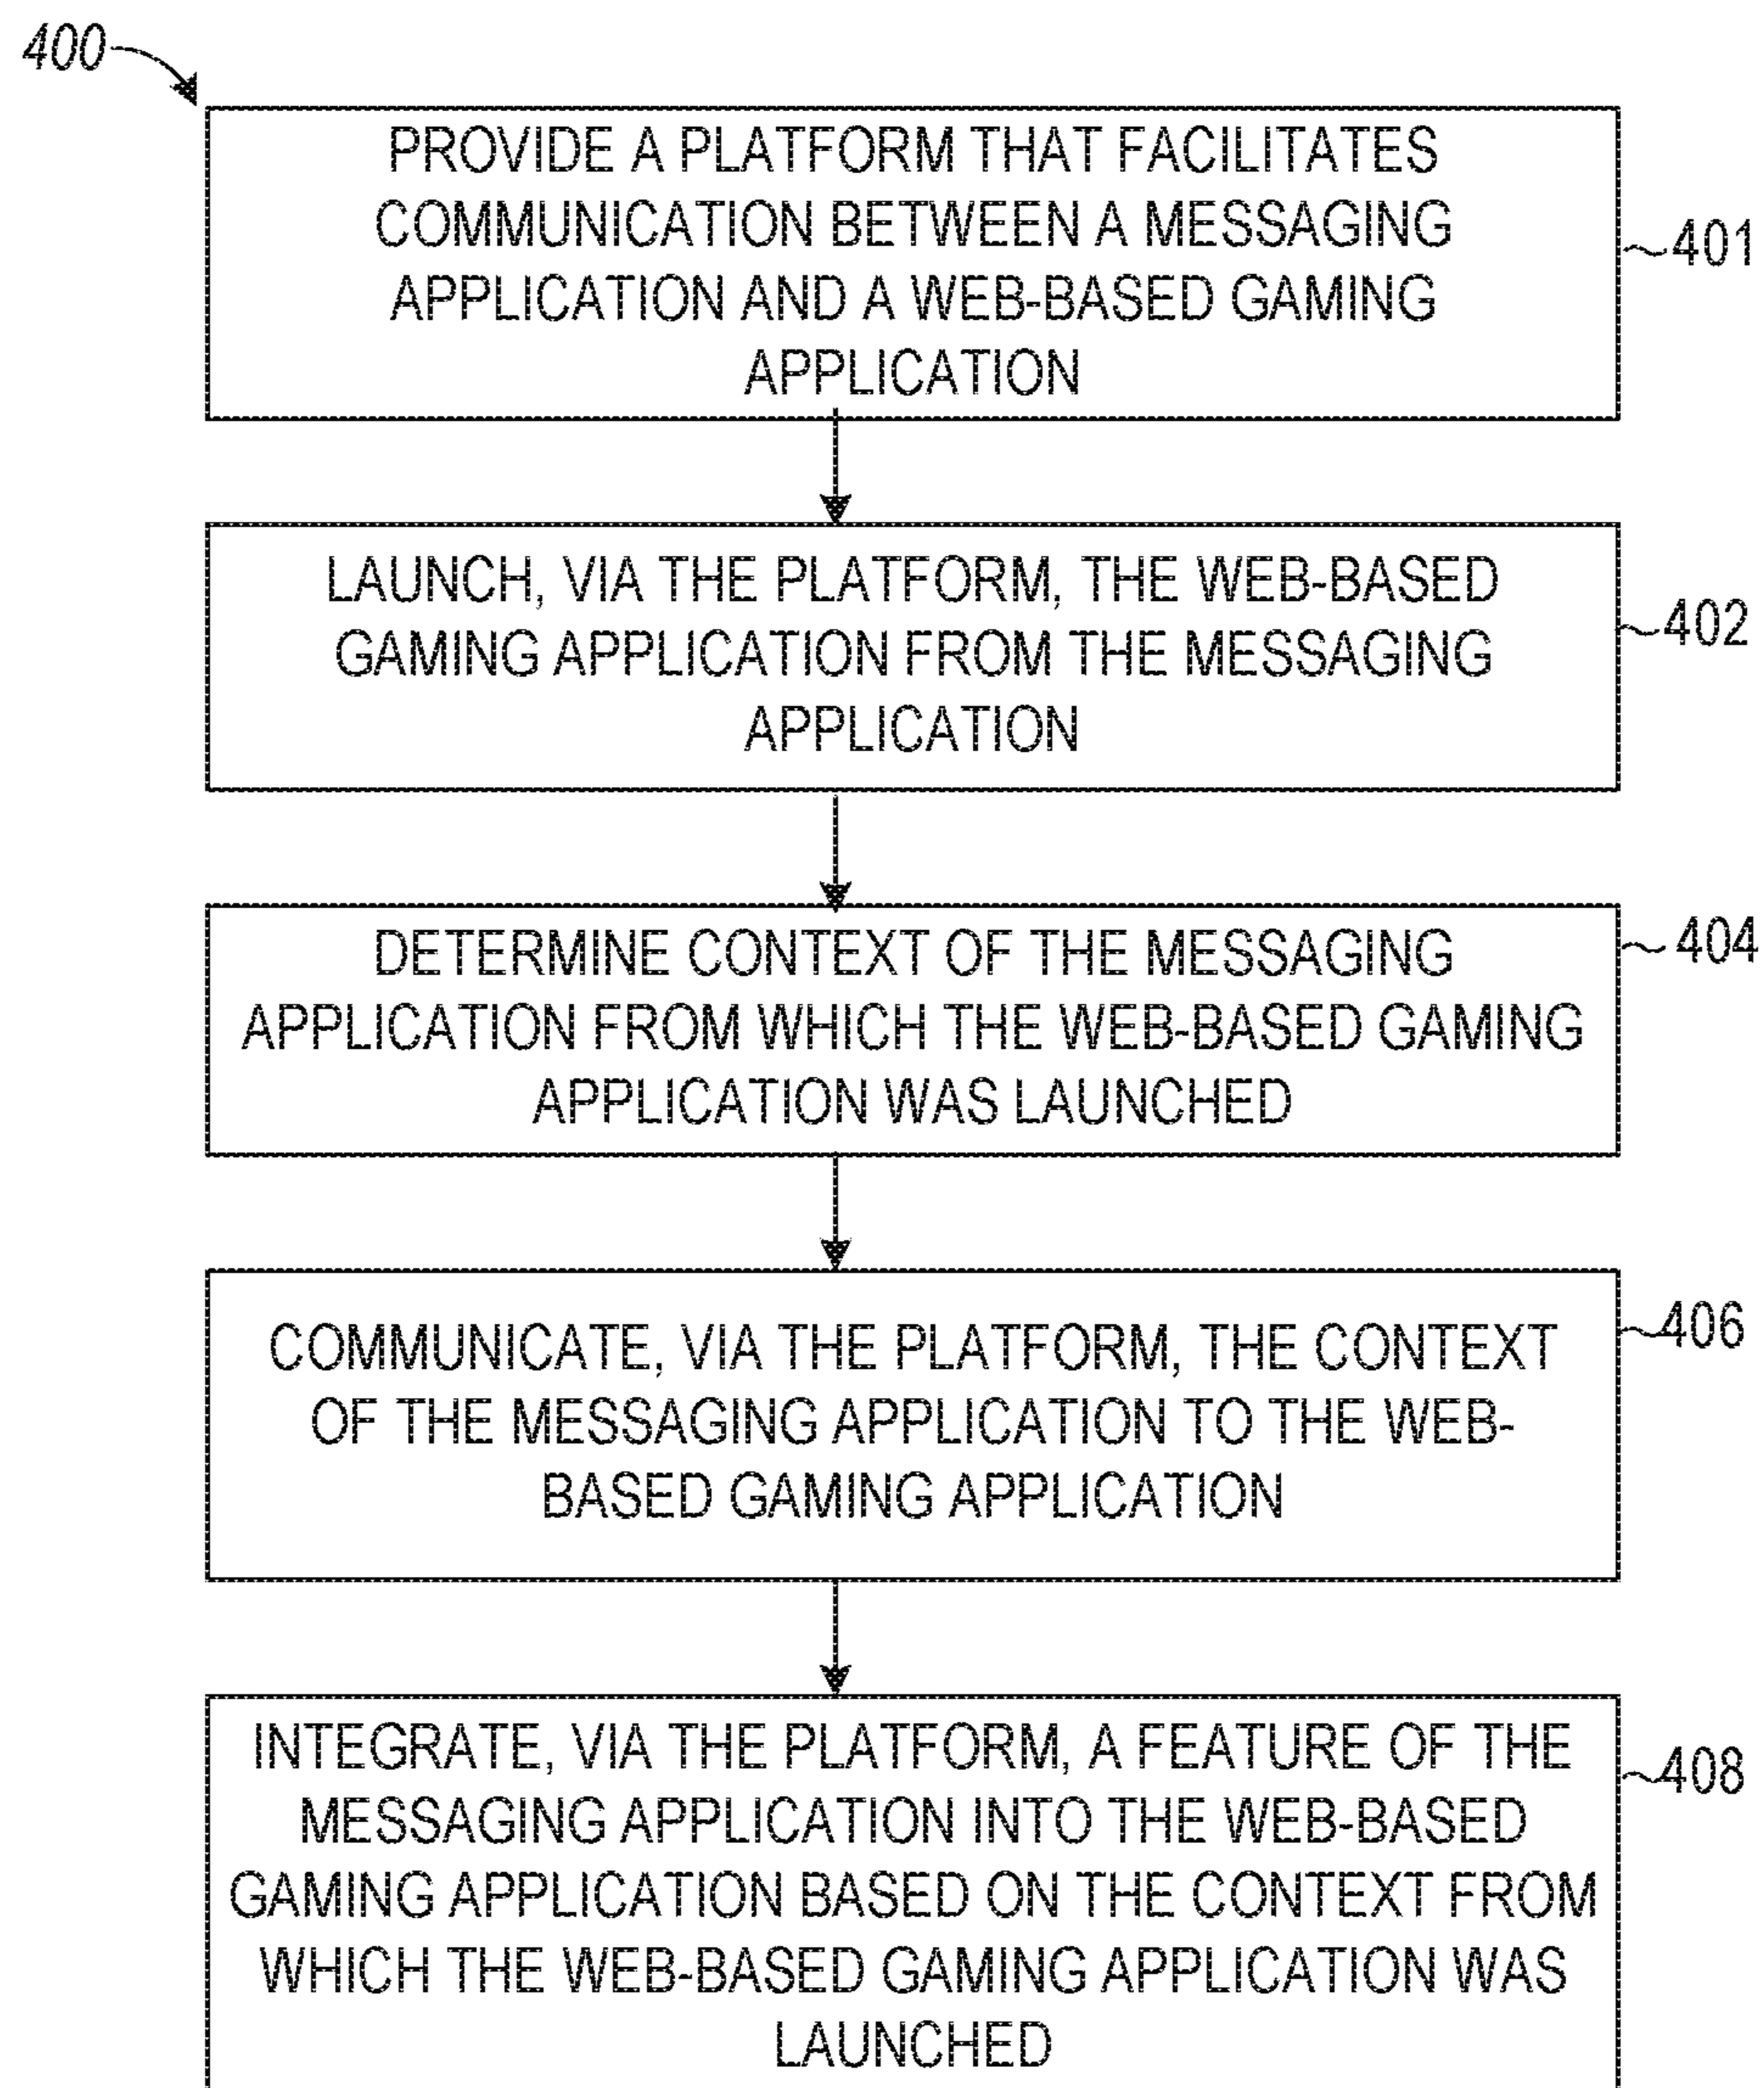 400
PROVIDE A PLATFORM THAT FACILITATES
COMMUNICATION BETWEEN A MESSAGING
APPLICATION AND A WEB-BASED GAMING
APPLICATION
401
LAUNCH, VIA THE PLATFORM, THE WEB-BASED
GAMING APPLICATION FROM THE MESSAGING
APPLICATION
402
DETERMINE CONTEXT OF THE MESSAGING
APPLICATION FROM WHICH THE WEB-BASED GAMING
APPLICATION WAS LAUNCHED
404
COMMUNICATE, VIA THE PLATFORM, THE CONTEXT
OF THE MESSAGING APPLICATION TO THE WEB-
BASED GAMING APPLICATION
406
INTEGRATE, VIA THE PLATFORM, A FEATURE OF THE
MESSAGING APPLICATION INTO THE WEB-BASED
GAMING APPLICATION BASED ON THE CONTEXT FROM
WHICH THE WEB-BASED GAMING APPLICATION WAS
LAUNCHED
408